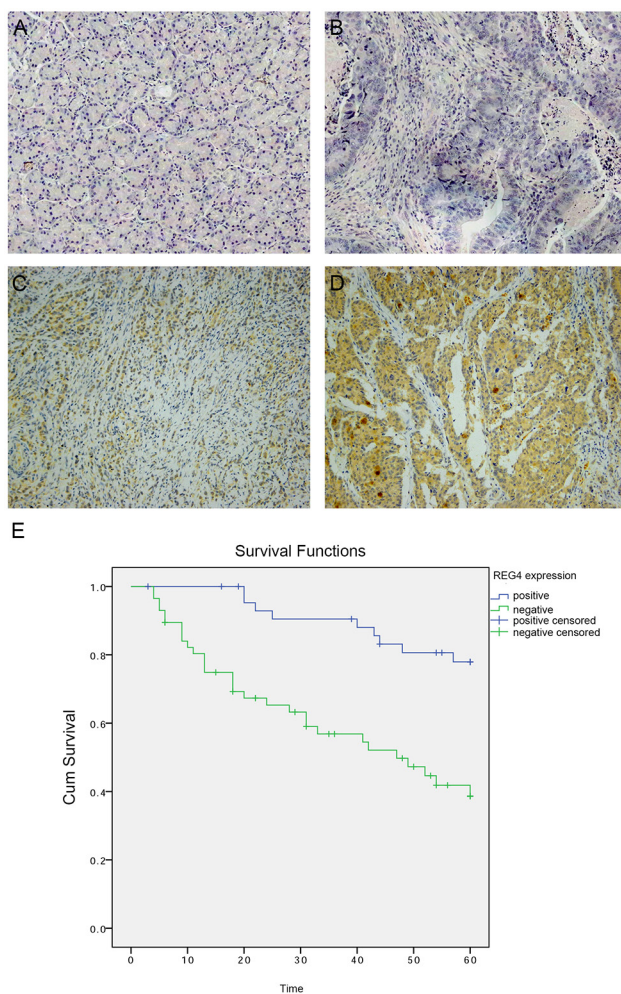 A
B
C
D
E
Survival Functions
REG4 expression
positive
negative
positive censored
negative censored
Cum Survival
1.0
0.8
0.6
0.4
0.2
0.0
0 10 20 30 40 50 60
Time